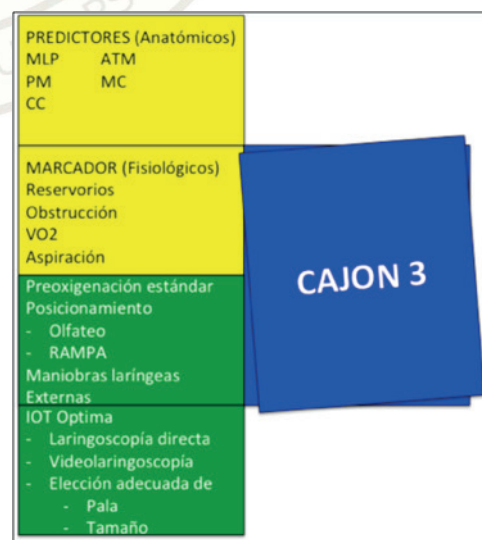 PREDICTORES (Anatómicos)
MLP ATM
PM MC
CC
MARCADOR (Fisiológicos)
Reservorios
Obstrucción
VO2
Aspiración
CAJON 3
Preoxigenación estándar
Posicionamiento
- Olfateo
- RAMPA
Maniobras laríngeas
Externas
IOT Optima
- Laringoscopía directa
- Videolaringoscopía
- Elección adecuada de
- Pala
- Tamaño